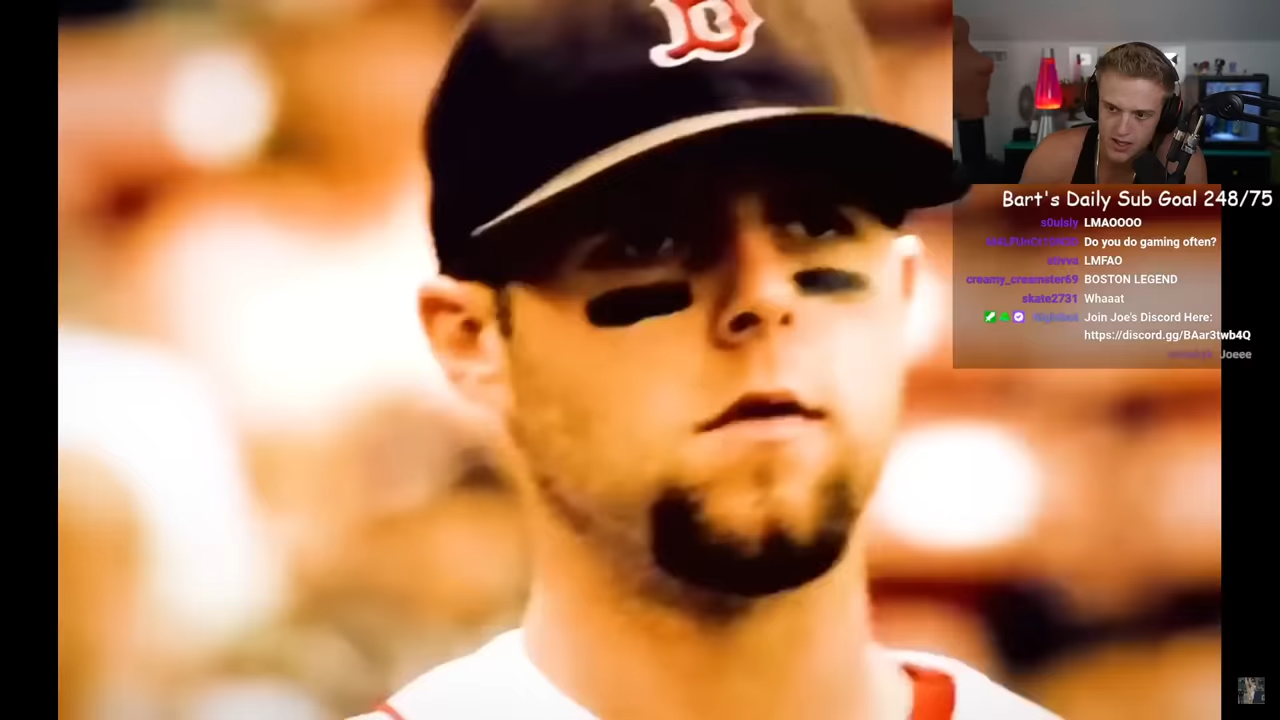 B
Bart's Daily Sub Goal 248/75
s0ulsly LMAOOOO
Do you do gaming often?
LMFAO
creamy_creamster69 BOSTON LEGEND
skate2731 Whaaat
Join Joe's Discord Here:
https://discord.gg/BAar3twb4Q
Joeee